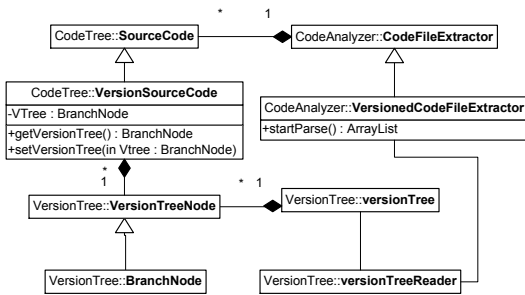 * 1
CodeTree::SourceCode
CodeAnalyzer::CodeFileExtractor
CodeTree::VersionSourceCode
-VTree : BranchNode
+getVersionTree() : BranchNode
+setVersionTree(in Vtree : BranchNode)
CodeAnalyzer::VersionedCodeFileExtractor
+startParse() : ArrayList
*
1
* 1
VersionTree::VersionTreeNode
VersionTree::versionTree
VersionTree::BranchNode
VersionTree::versionTreeReader